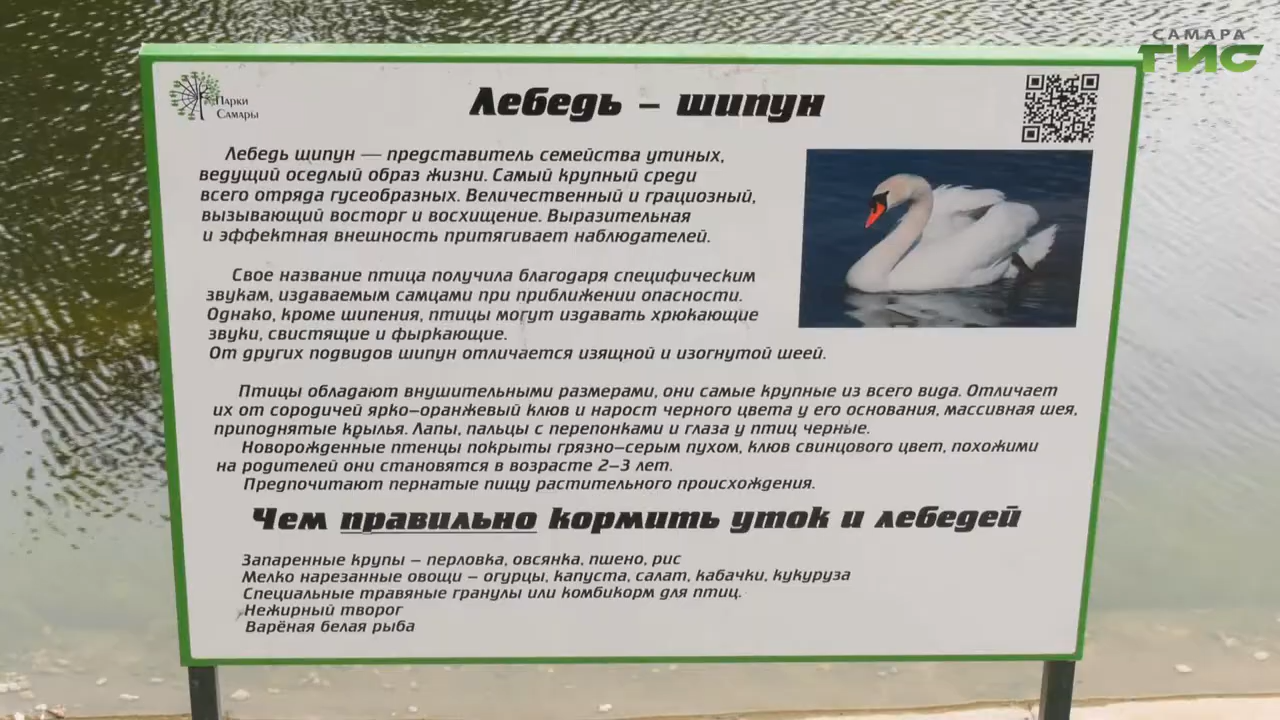 САМАРА
ГИС
Парки
Самары
Лебедь – шипун
Лебедь шипун — представитель семейства утиных,
ведущий оседлый образ жизни. Самый крупный среди
всего отряда гусеобразных. Величественный и грациозный,
вызывающий восторг и восхищение. Выразительная
и эффектная внешность притягивает наблюдателей.
Свое название птица получила благодаря специфическим
звукам, издаваемым самцами при приближении опасности.
Однако, кроме шипения, птицы могут издавать хрюкающие
звуки, свистящие и фыркающие.
От других подвидов шипун отличается изящной и изогнутой шеей.
Птицы обладают внушительными размерами, они самые крупные из всего вида. Отличает
их от сородичей ярко–оранжевый клюв и нарост черного цвета у его основания, массивная шея,
приподнятые крылья. Лапы, пальцы с перепонками и глаза у птиц черные.
Новорожденные птенцы покрыты грязно–серым пухом, клюв свинцового цвет, похожими
на родителей они становятся в возрасте 2–3 лет.
Предпочитают пернатые пищу растительного происхождения.
Чем правильно кормить уток и лебедей
Запаренные крупы – перловка, овсянка, пшено, рис
Мелко нарезанные овощи – огурцы, капуста, салат, кабачки, кукуруза
Специальные травяные гранулы или комбикорм для птиц.
Нежирный творог
Варёная белая рыба